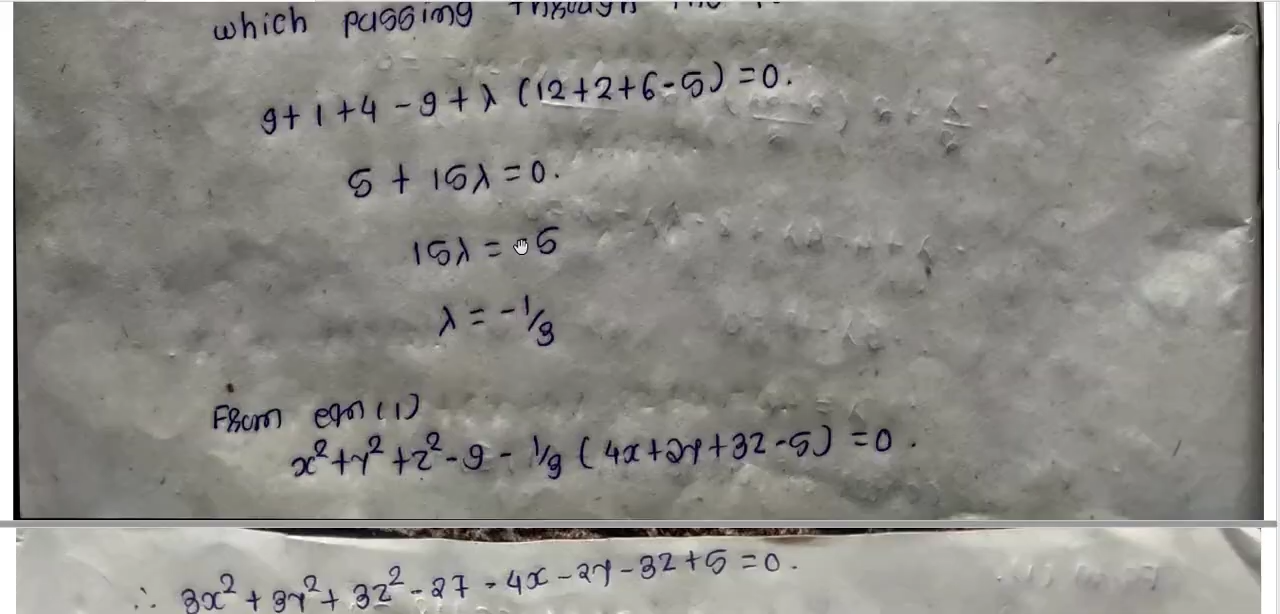 which passing through the
9+1+4-9+λ(12+2+6-5)=0.
5+15λ=0.
15λ=-5
λ=-1/3
From eqn (1)
x²+y²+z²-9-1/3(4x+2y+3z-5)=0.
∴ 3x²+3y²+3z²-27-4x-2y-3z+5=0.